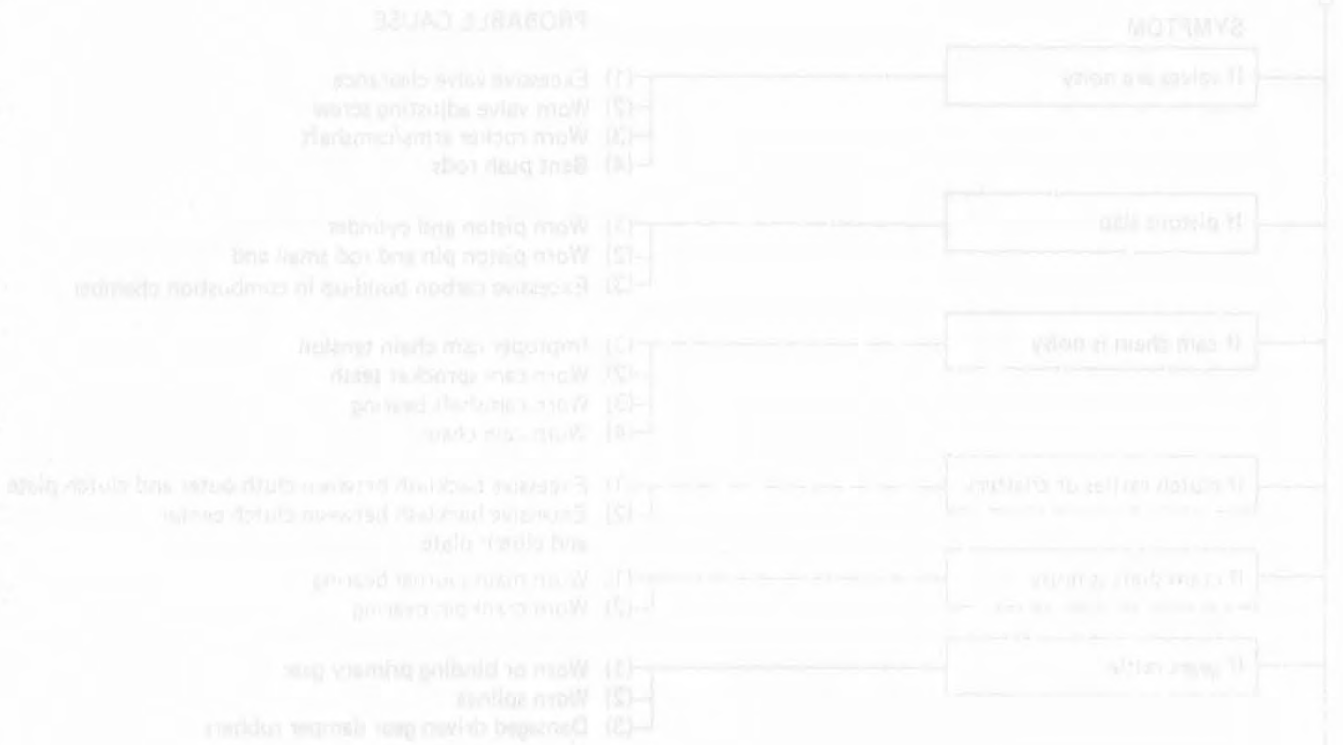 SYMPTOM
PROBABLE CAUSE
If valves are noisy
(1) Excessive valve clearance
(2) Worn valve adjusting screw
(3) Worn rocker arms/camshaft
(4) Bent push rods
If pistons slap
(1) Worn piston and cylinder
(2) Worn piston pin and rod small end
(3) Excessive carbon build-up in combustion chamber
If cam chain is noisy
(1) Improper cam chain tension
(2) Worn cam sprocket teeth
(3) Worn camshaft bearing
(4) Worn cam chain
If clutch rattles or chatters
(1) Excessive backlash between clutch outer and clutch plate
(2) Excessive backlash between clutch center
and clutch plate
If crankshaft is noisy
(1) Worn main journal bearing
(2) Worn crank pin bearing
If gears rattle
(1) Worn or binding primary gear
(2) Worn splines
(3) Damaged driven gear damper rubbers